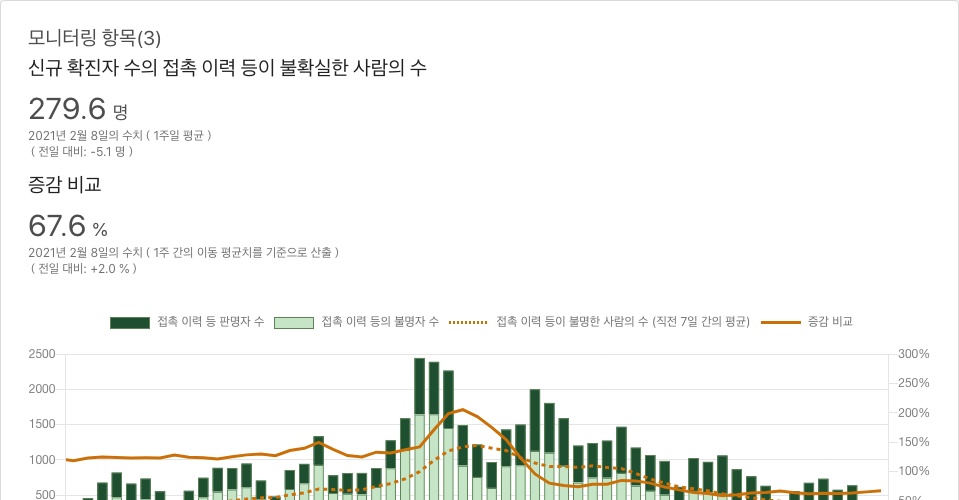 모니터링 항목(3)
신규 확진자 수의 접촉 이력 등이 불확실한 사람의 수
279.6 명
2021년 2월 8일의 수치 ( 1주일 평균 )
( 전일 대비: -5.1 명 )
증감 비교
67.6 %
2021년 2월 8일의 수치 ( 1주 간의 이동 평균치를 기준으로 산출 )
( 전일 대비: +2.0 % )
접촉 이력 등 판명자 수 접촉 이력 등의 불명자 수 접촉 이력 등이 불명한 사람의 수 (직전 7일 간의 평균) 증감 비교
2500 300%
250%
2000
200%
1500
150%
1000
100%
500
50%